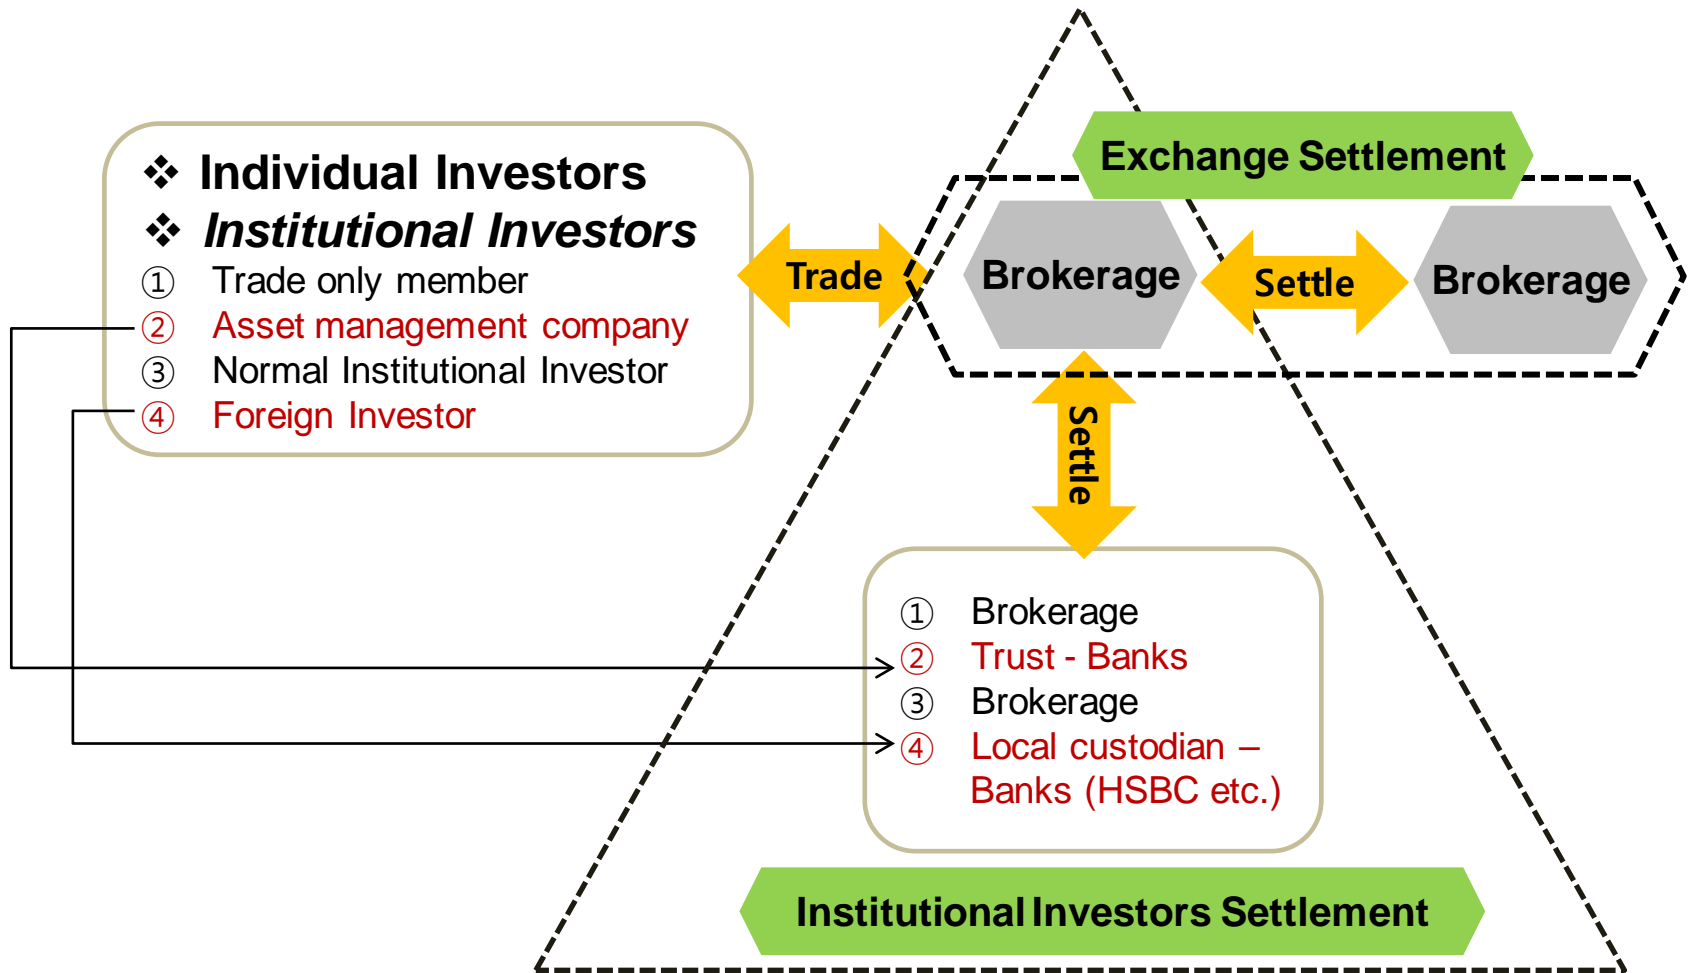 Exchange Settlement
❖ Individual Investors
❖ Institutional Investors
① Trade only member
② Asset management company
③ Normal Institutional Investor
④ Foreign Investor
Trade
Brokerage
Settle
Brokerage
Settle
① Brokerage
② Trust - Banks
③ Brokerage
④ Local custodian –
Banks (HSBC etc.)
Institutional Investors Settlement